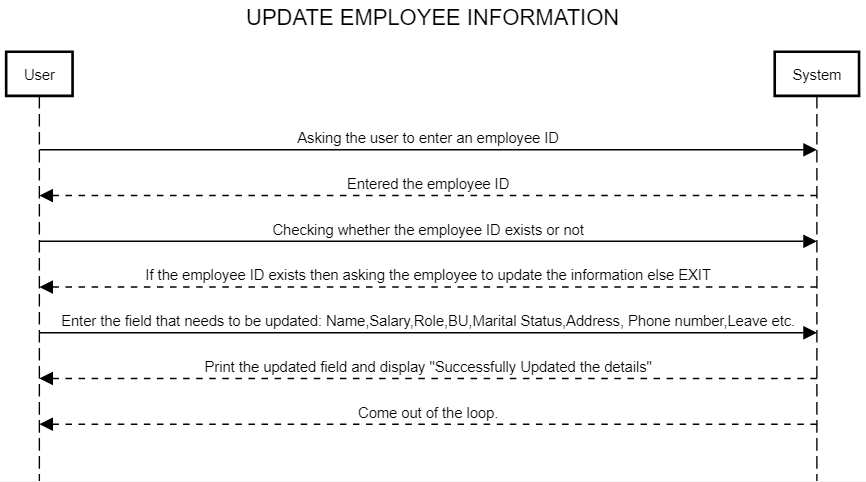 UPDATE EMPLOYEE INFORMATION
User
System
Asking the user to enter an employee ID
Entered the employee ID
Checking whether the employee ID exists or not
If the employee ID exists then asking the employee to update the information else EXIT
Enter the field that needs to be updated: Name,Salary,Role,BU,Marital Status,Address, Phone number,Leave etc.
Print the updated field and display "Successfully Updated the details"
Come out of the loop.